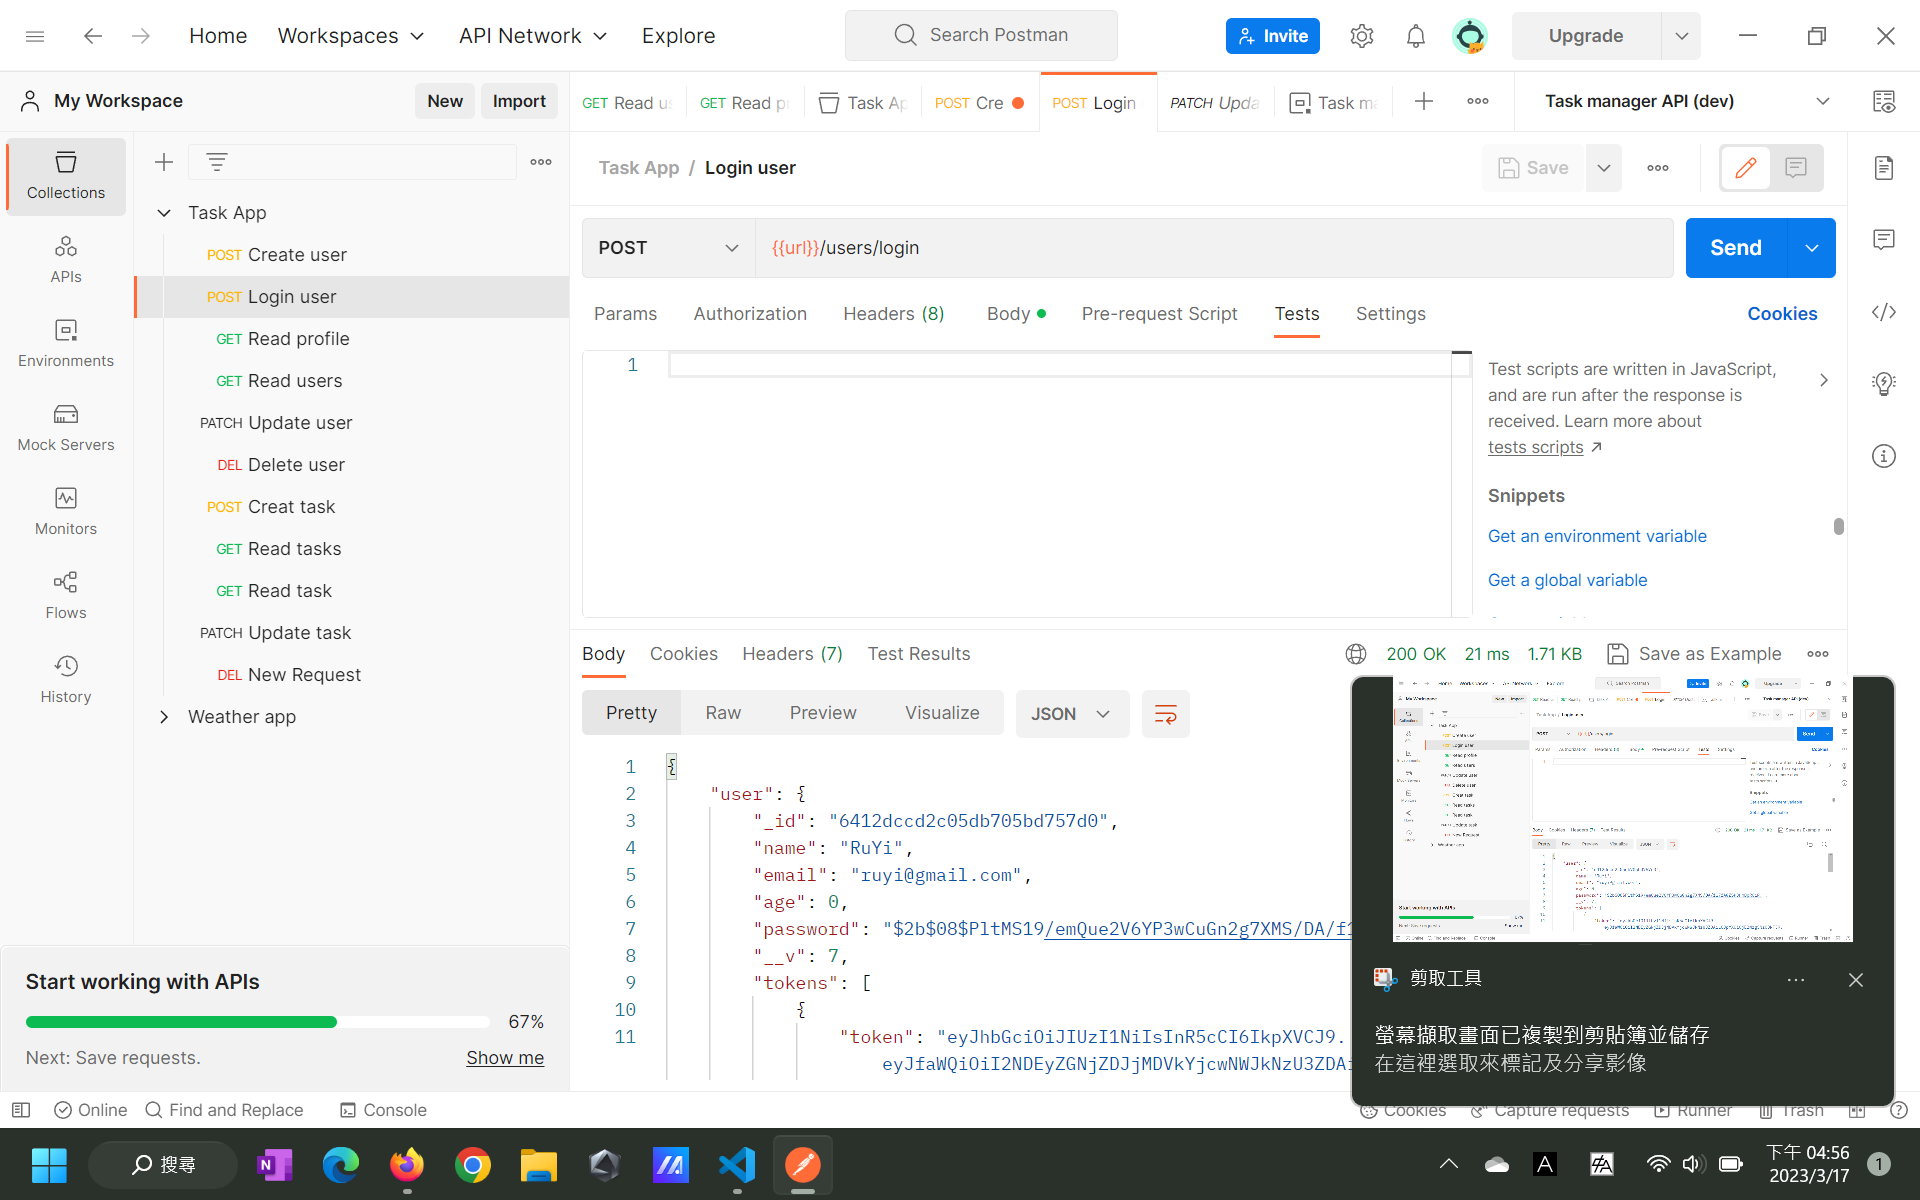 Home
Workspaces
API Network
Explore
Search Postman
Invite
Upgrade
My Workspace
New
Import
GET Read us
GET Read pr
Task Ap
POST Cre
POST Login
PATCH Upda
Task ma
Task manager API (dev)
Collections
APIs
Environments
Mock Servers
Monitors
Flows
History
Task App
POST Create user
POST Login user
GET Read profile
GET Read users
PATCH Update user
DEL Delete user
POST Creat task
GET Read tasks
GET Read task
PATCH Update task
DEL New Request
Weather app
Start working with APIs
67%
Next: Save requests.
Show me
Task App / Login user
Save
POST
{{url}}/users/login
Send
Params
Authorization
Headers (8)
Body
Pre-request Script
Tests
Settings
Cookies
1
Test scripts are written in JavaScript,
and are run after the response is
received. Learn more about
tests scripts
Snippets
Get an environment variable
Get a global variable
Body
Cookies
Headers (7)
Test Results
200 OK
21 ms
1.71 KB
Save as Example
Pretty
Raw
Preview
Visualize
JSON
1 {
2 "user": {
3 "_id": "6412dccd2c05db705bd757d0",
4 "name": "RuYi",
5 "email": "ruyi@gmail.com",
6 "age": 0,
7 "password": "$2b$08$PltMS19/emQue2V6YP3wCuGn2g7XMS/DA/f1
8 "__v": 7,
9 "tokens": [
10 {
11 "token": "eyJhbGciOiJIUzI1NiIsInR5cCI6IkpXVCJ9.
eyJfaWQiOiI2NDEyZGNjZDJjMDVkYjcwNWJkNzU3ZDAi
剪取工具
螢幕擷取畫面已複製到剪貼簿並儲存
在這裡選取來標記及分享影像
Online
Find and Replace
Console
Cookies
Capture requests
Runner
Trash
搜尋
下午 04:56
2023/3/17
1